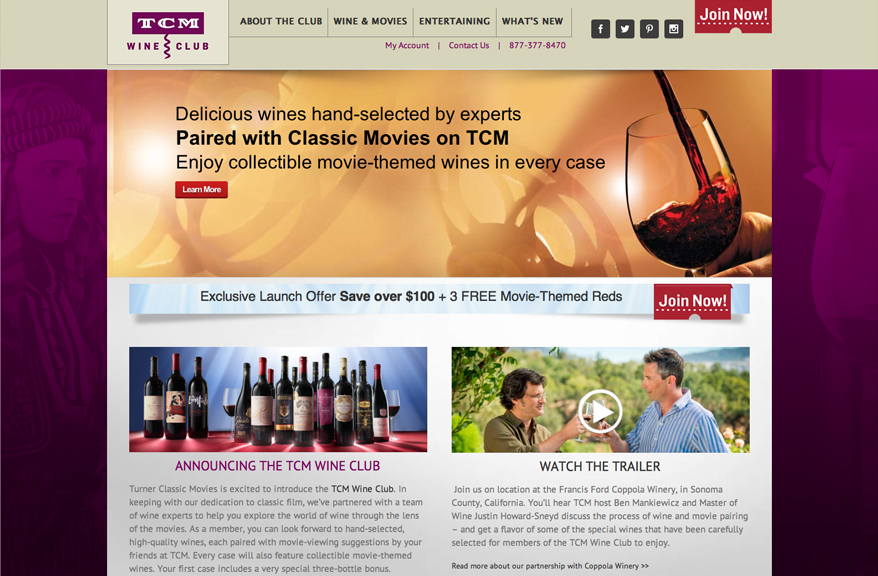 TCM
WINE CLUB
ABOUT THE CLUB
WINE & MOVIES
ENTERTAINING
WHAT'S NEW
Join Now!
My Account | Contact Us | 877-377-8470
Delicious wines hand-selected by experts
Paired with Classic Movies on TCM
Enjoy collectible movie-themed wines in every case
Learn More
Exclusive Launch Offer Save over $100 + 3 FREE Movie-Themed Reds
Join Now!
ANNOUNCING THE TCM WINE CLUB
Turner Classic Movies is excited to introduce the TCM Wine Club. In
keeping with our dedication to classic film, we've partnered with a team
of wine experts to help you explore the world of wine through the lens
of the movies. As a member, you can look forward to hand-selected,
high-quality wines, each paired with movie-viewing suggestions by your
friends at TCM. Every case will also feature collectible movie-themed
wines. Your first case includes a very special three-bottle bonus.
WATCH THE TRAILER
Join us on location at the Francis Ford Coppola Winery, in Sonoma
County, California. You'll hear TCM host Ben Mankiewicz and Master of
Wine Justin Howard-Sneyd discuss the process of wine and movie pairing
– and get a flavor of some of the special wines that have been carefully
selected for members of the TCM Wine Club to enjoy.
Read more about our partnership with Coppola Winery >>